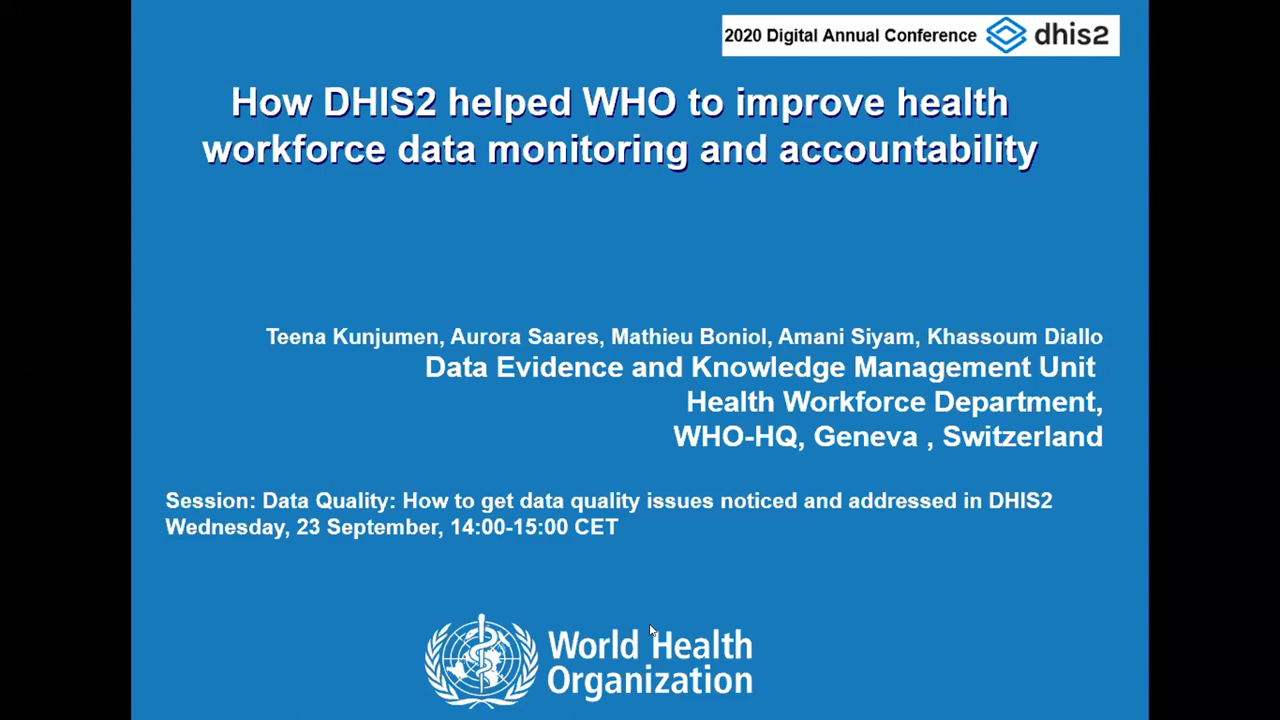 2020 Digital Annual Conference dhis2
How DHIS2 helped WHO to improve health
workforce data monitoring and accountability
Teena Kunjumen, Aurora Saares, Mathieu Boniol, Amani Siyam, Khassoum Diallo
Data Evidence and Knowledge Management Unit
Health Workforce Department,
WHO-HQ, Geneva , Switzerland
Session: Data Quality: How to get data quality issues noticed and addressed in DHIS2
Wednesday, 23 September, 14:00-15:00 CET
World Health
Organization